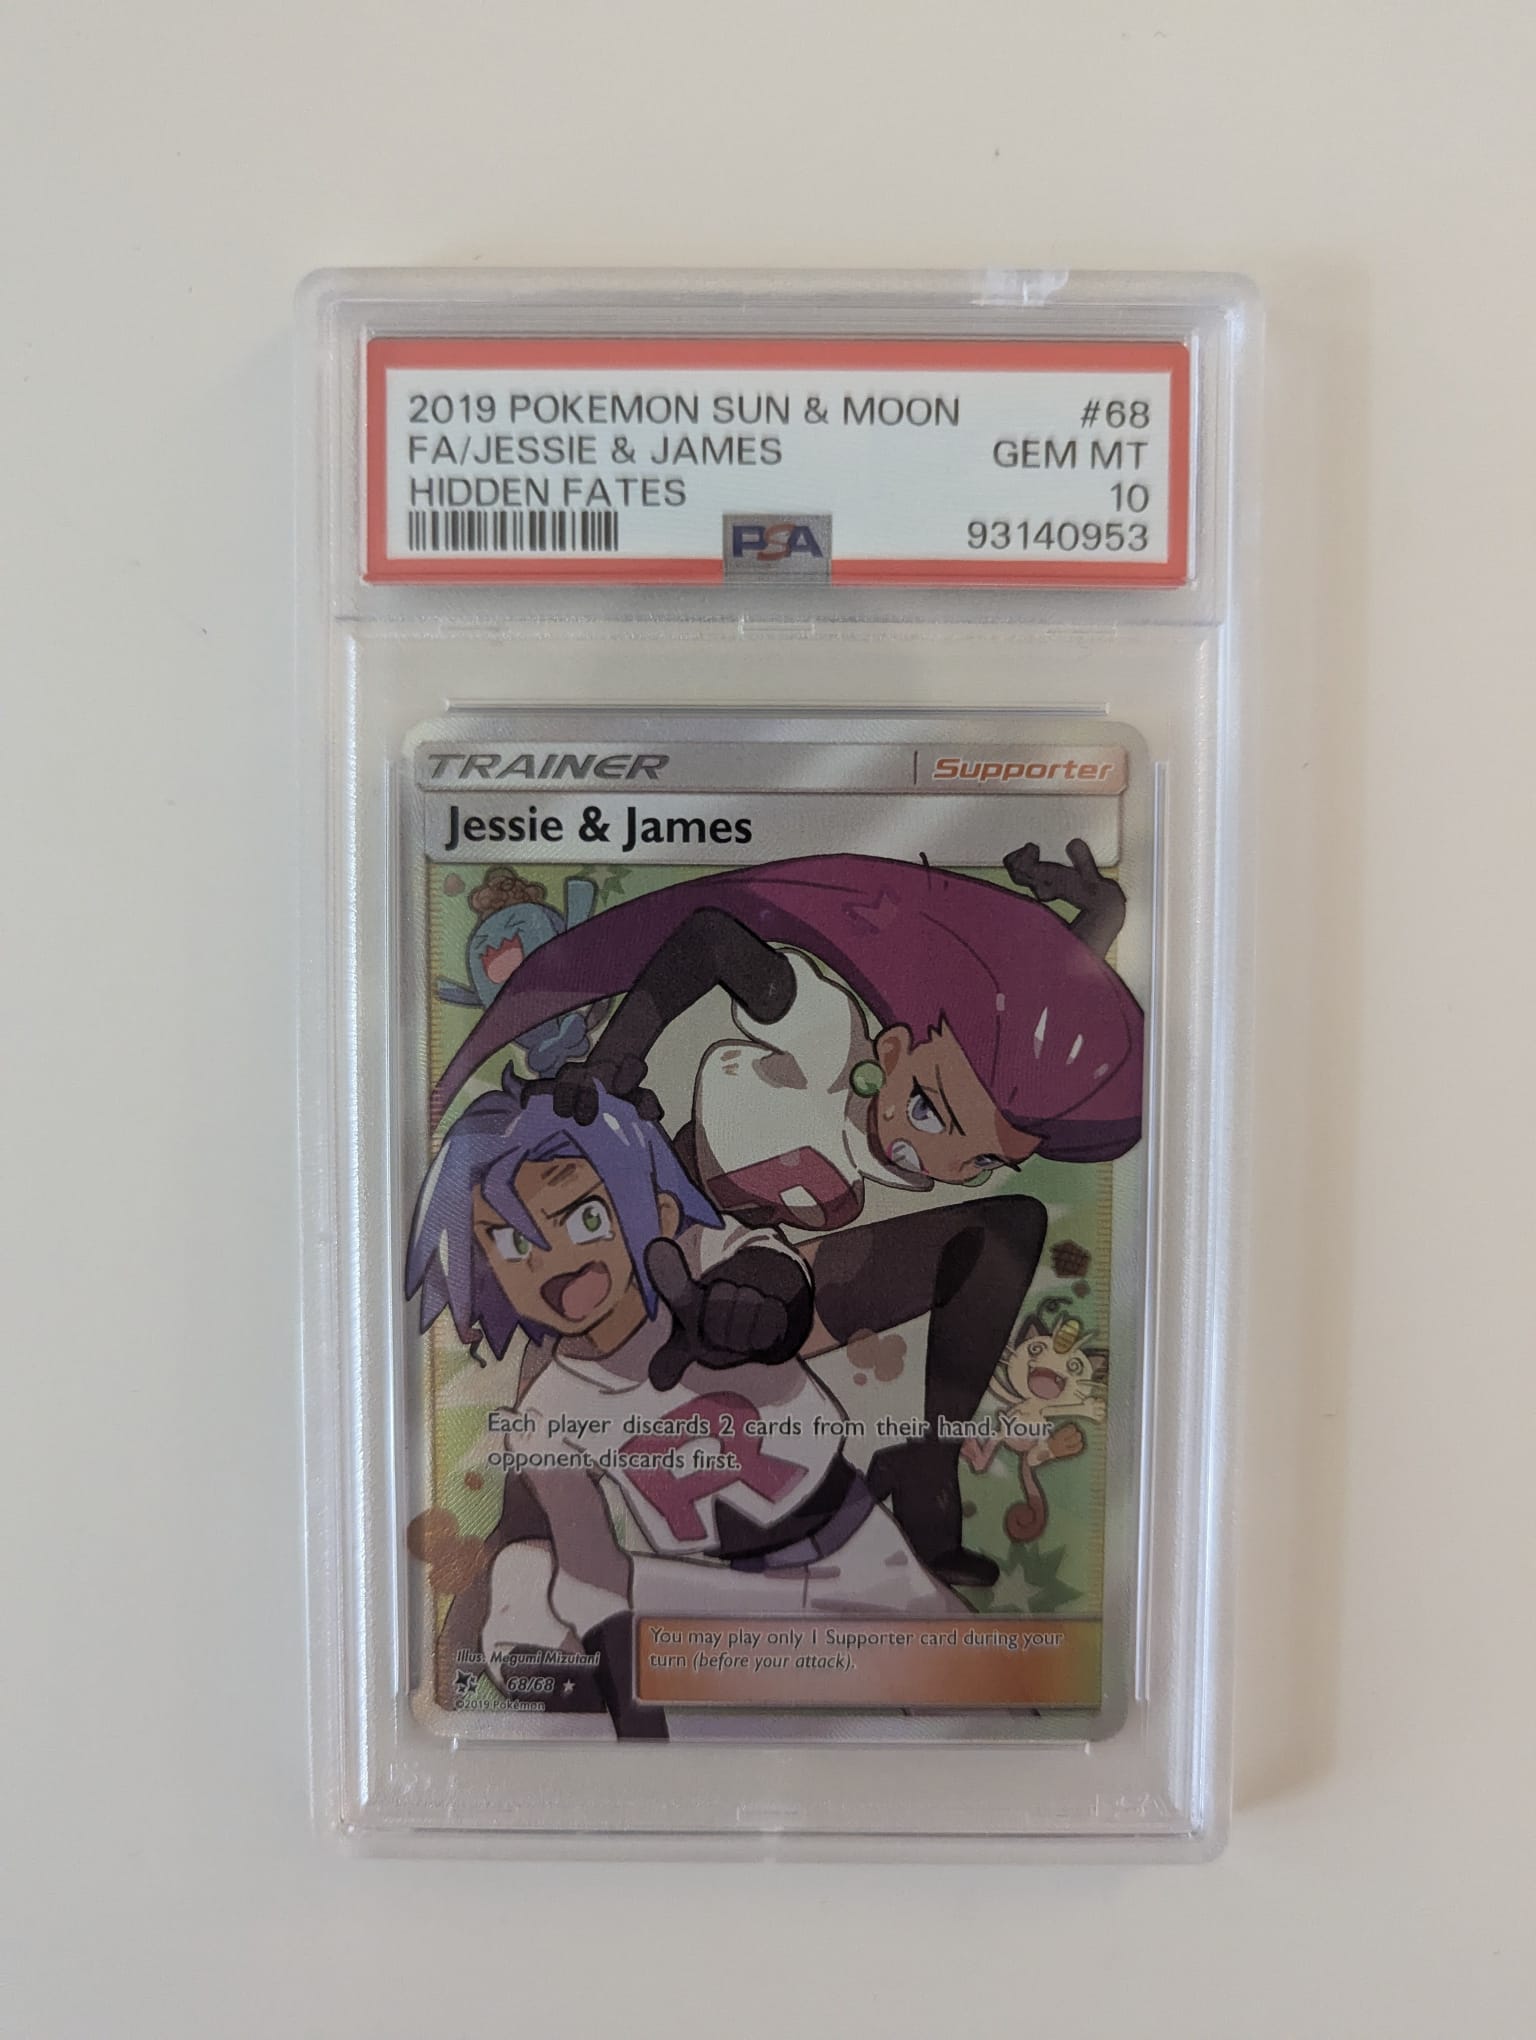 2019 POKEMON SUN & MOON #68
FA/JESSIE & JAMES GEM MT
HIDDEN FATES 10
PSA 93140953
TRAINER Supporter
Jessie & James
R
Each player discards 2 cards from their hand. Your
opponent discards first.
R
You may play only 1 Supporter card during your
turn (before your attack).
Illus. Megumi Mizutani
68/68
©2019 Pokémon